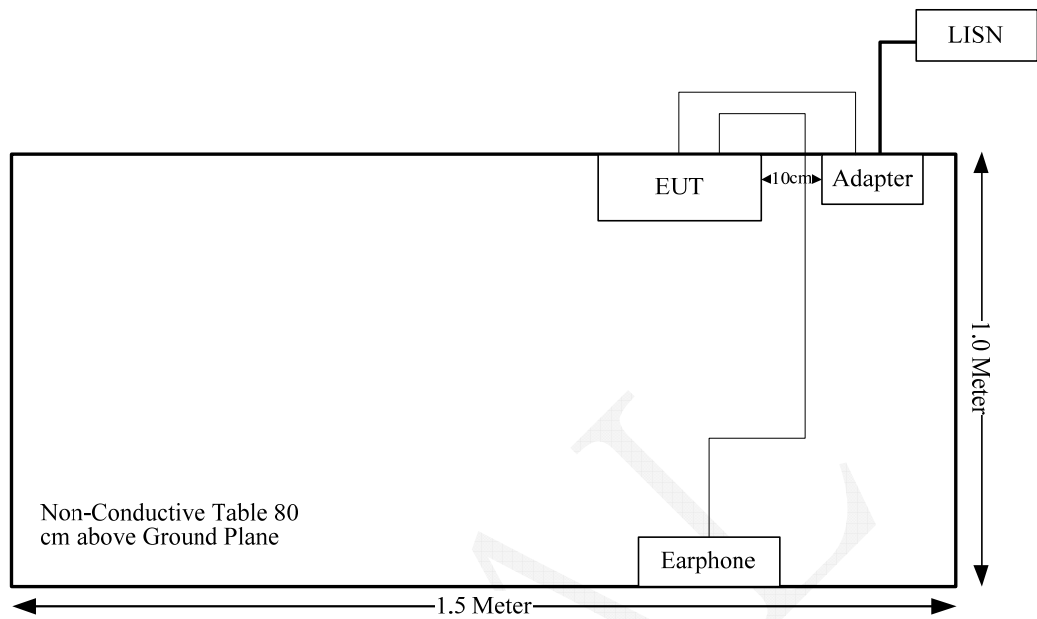 LISN
EUT
10cm
Adapter
1.0 Meter
Non-Conductive Table 80
cm above Ground Plane
Earphone
1.5 Meter